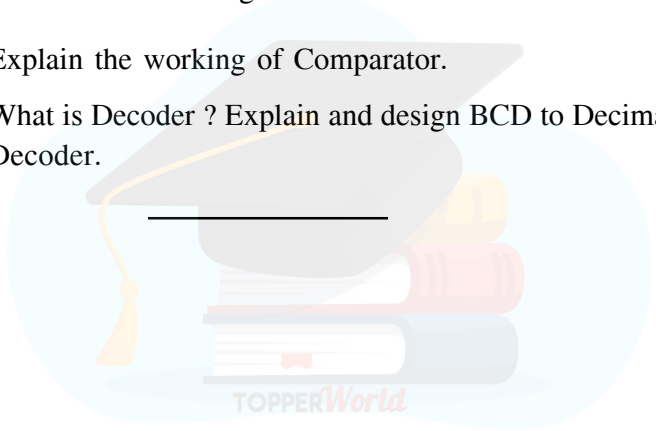 Explain the working of Comparator.
What is Decoder ? Explain and design BCD to Decima
Decoder.
TOPPERWorld